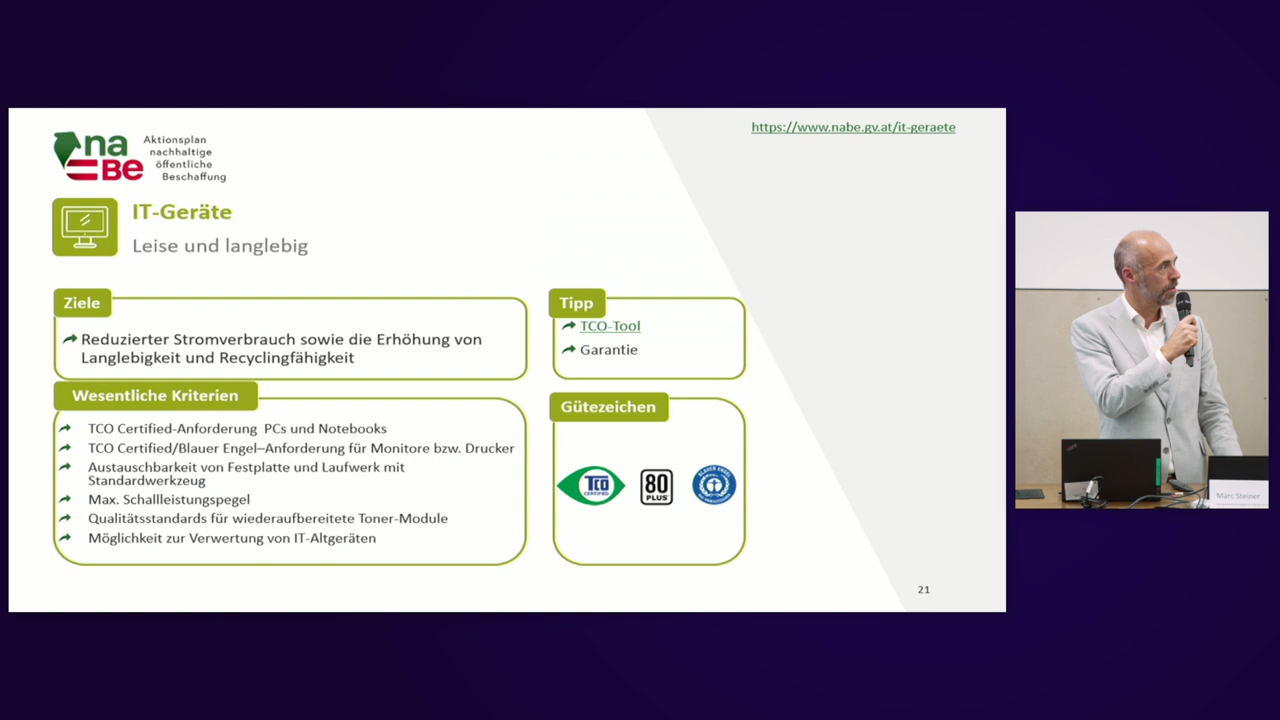 https://www.nabe.gv.at/it-geraete
na
Be
Aktionsplan
nachhaltige
öffentliche
Beschaffung
IT-Geräte
Leise und langlebig
Ziele
Reduzierter Stromverbrauch sowie die Erhöhung von
Langlebigkeit und Recyclingfähigkeit
Tipp
TCO-Tool
Garantie
Wesentliche Kriterien
TCO Certified-Anforderung PCs und Notebooks
TCO Certified/Blauer Engel–Anforderung für Monitore bzw. Drucker
Austauschbarkeit von Festplatte und Laufwerk mit
Standardwerkzeug
Max. Schallleistungspegel
Qualitätsstandards für wiederaufbereitete Toner-Module
Möglichkeit zur Verwertung von IT-Altgeräten
Gütezeichen
TCO
CERTIFIED
80
PLUS
BLAUER ENGEL
21
Marc Steiner